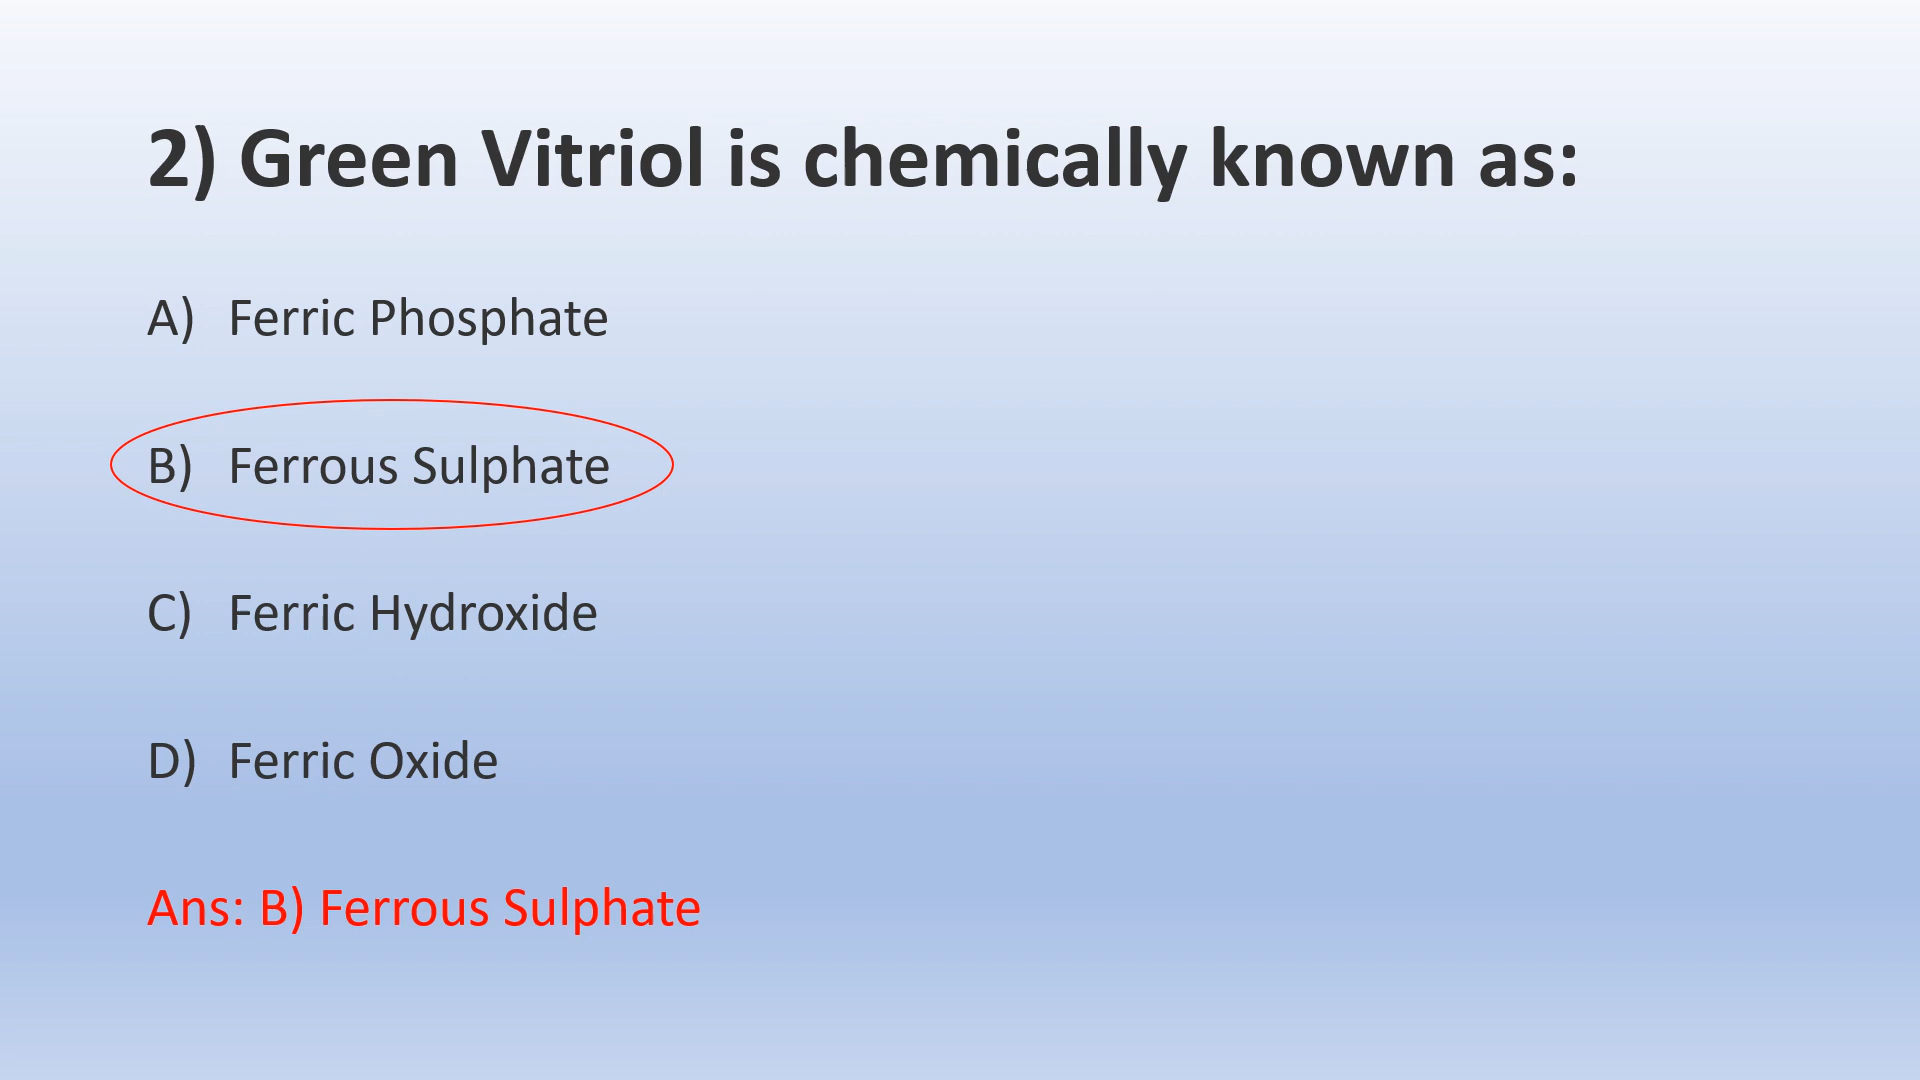 2) Green Vitriol is chemically known as:
A) Ferric Phosphate
B) Ferrous Sulphate
C) Ferric Hydroxide
D) Ferric Oxide
Ans: B) Ferrous Sulphate